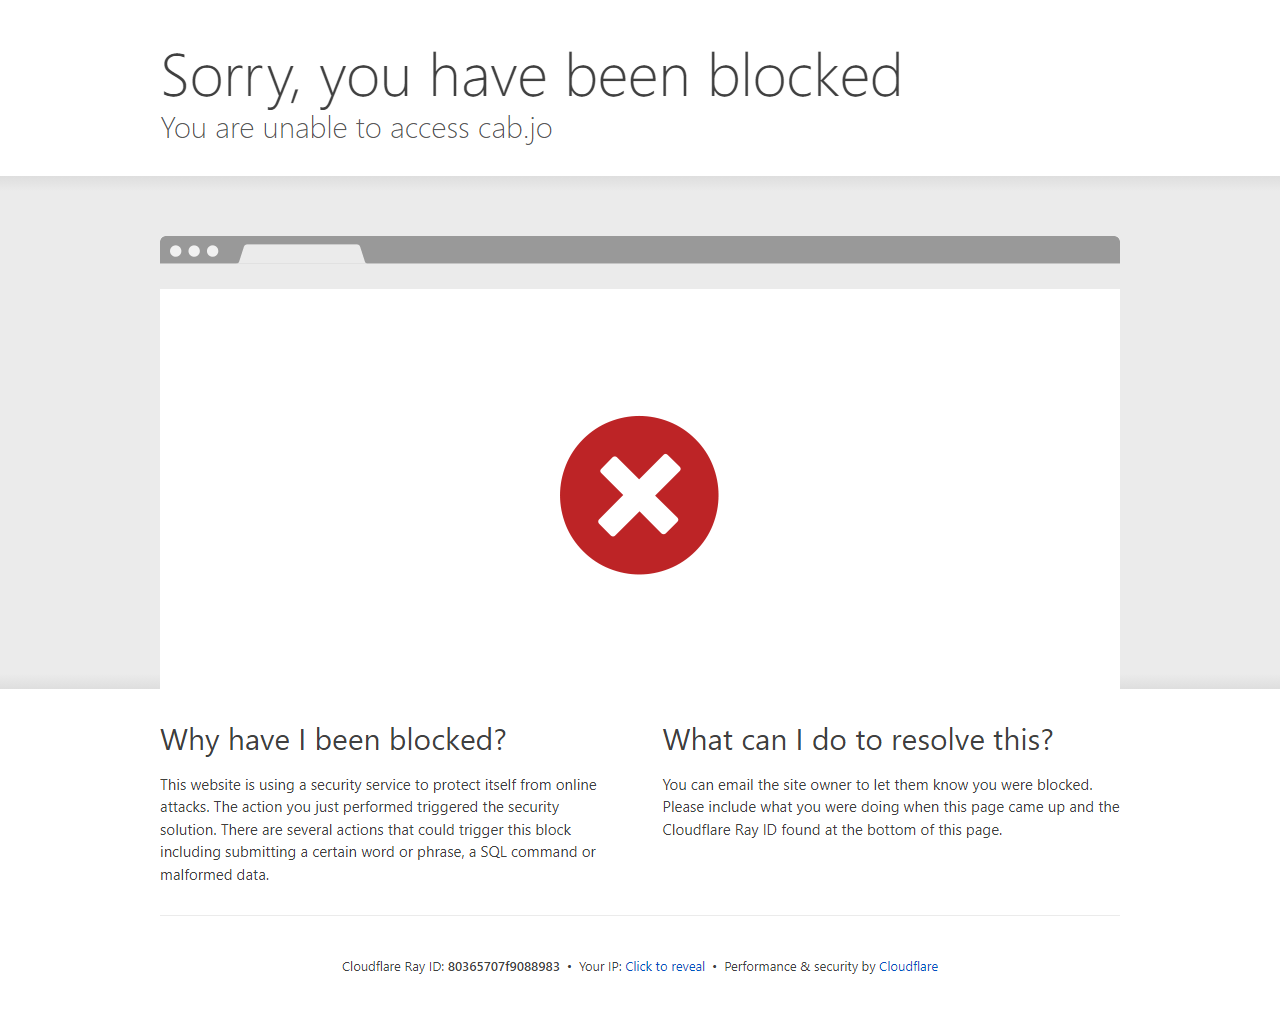 Sorry, you have been blocked
You are unable to access cab.jo
Why have I been blocked?
This website is using a security service to protect itself from online
attacks. The action you just performed triggered the security
solution. There are several actions that could trigger this block
including submitting a certain word or phrase, a SQL command or
malformed data.
What can I do to resolve this?
You can email the site owner to let them know you were blocked.
Please include what you were doing when this page came up and the
Cloudflare Ray ID found at the bottom of this page.
Cloudflare Ray ID: 80365707f9088983 • Your IP: Click to reveal • Performance & security by Cloudflare